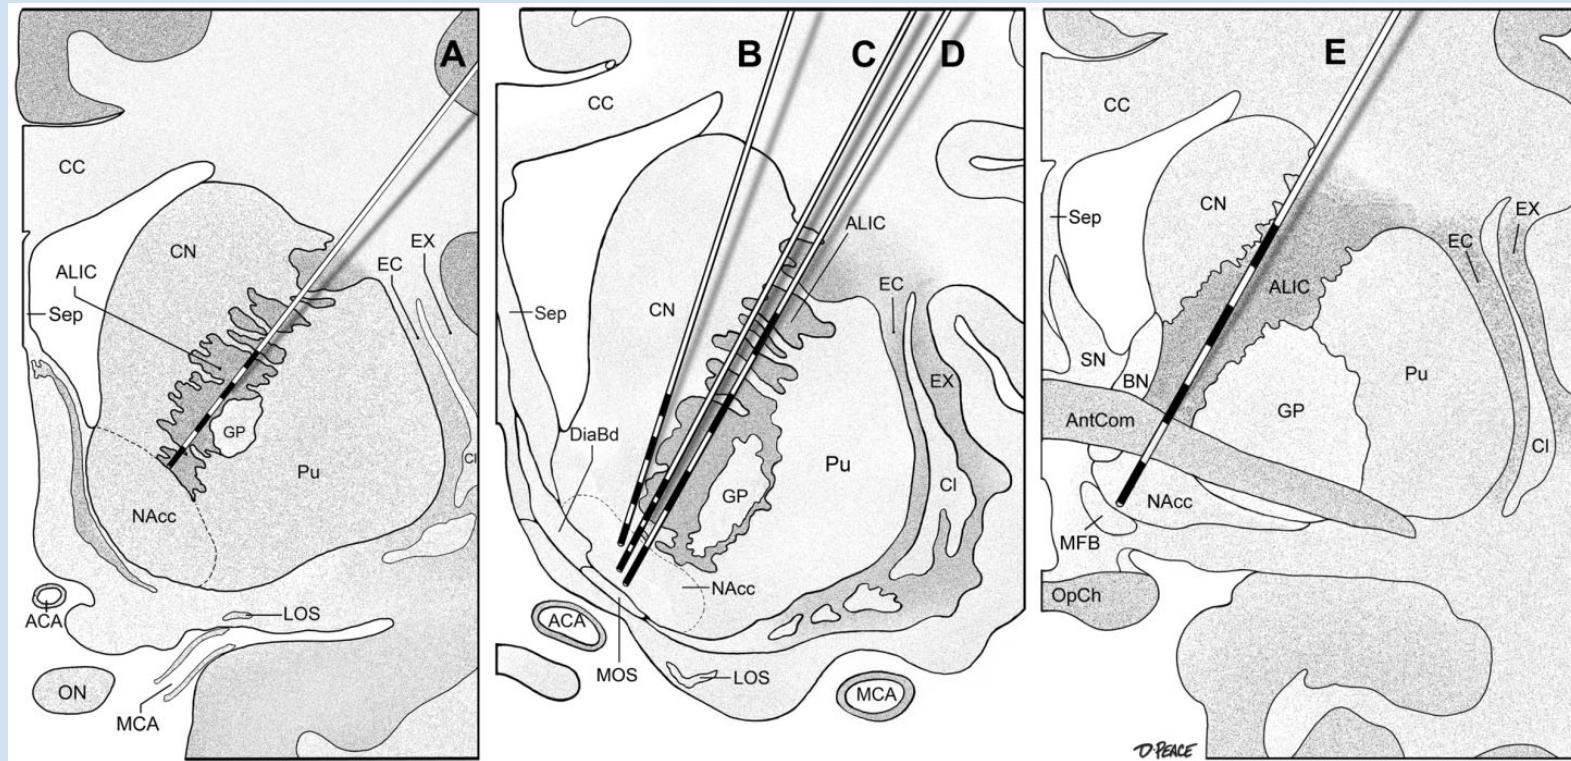 A
CC
CN
EX
EC
ALIC
Sep
GP
Pu
Cl
NAcc
ACA
LOS
ON
MCA
B
C
D
CC
ALIC
CN
EC
Sep
EX
DiaBd
Pu
GP
Cl
NAcc
ACA
MOS
LOS
MCA
E
CC
CN
EX
Sep
EC
ALIC
SN
BN
Pu
GP
AntCom
Cl
NAcc
MFB
OpCh
D·PEACE